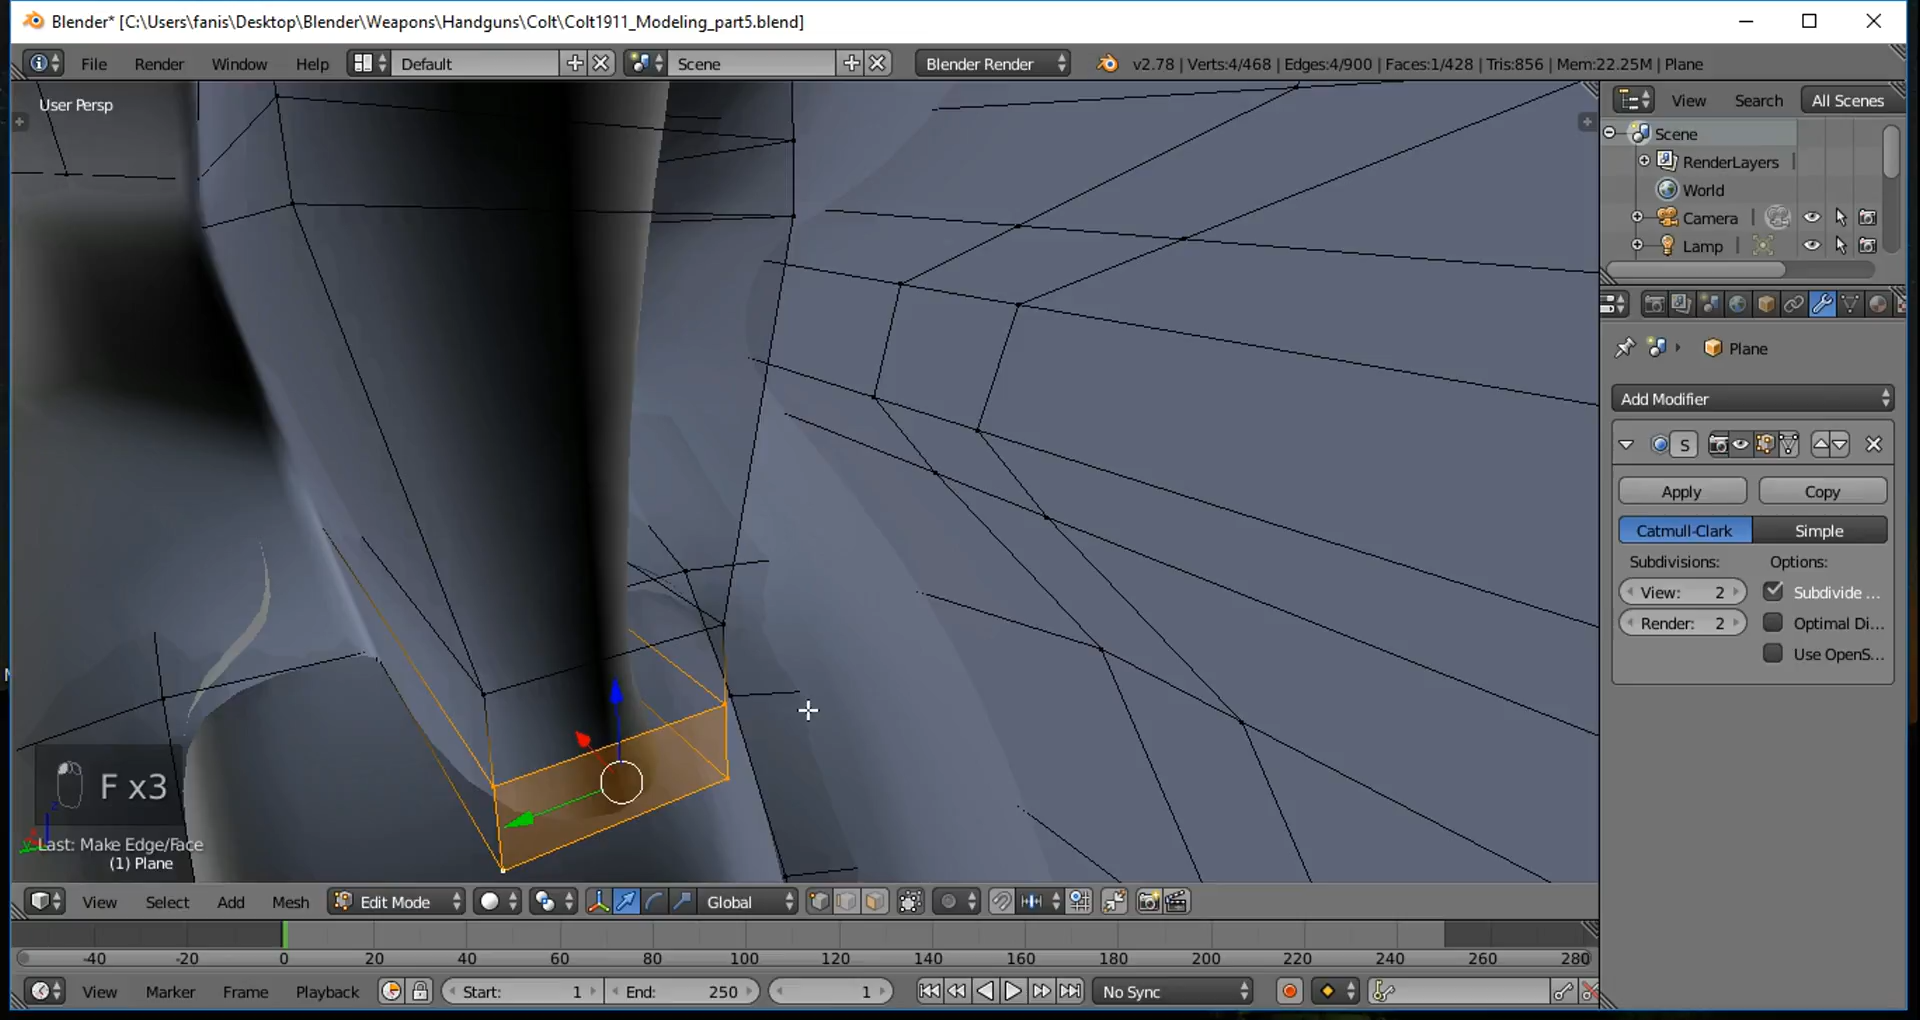 Blender* [C:\Users\fanis\Desktop\Blender\Weapons\Handguns\Colt\Colt1911_Modeling_part5.blend]
File Render Window Help Default Scene Blender Render v2.78 | Verts:4/468 | Edges:4/900 | Faces:1/428 | Tris:856 | Mem:22.25M | Plane
User Persp
View Search All Scenes
Scene
RenderLayers
World
Camera
Lamp
Plane
Add Modifier
S
Apply Copy
Catmull-Clark Simple
Subdivisions: Options:
View: 2 Subdivide ...
Render: 2 Optimal Di...
Use OpenS...
F x3
Last: Make Edge/Face
(1) Plane
View Select Add Mesh Edit Mode Global
-40 -20 0 20 40 60 80 100 120 140 160 180 200 220 240 260 280
View Marker Frame Playback Start: 1 End: 250 1 No Sync